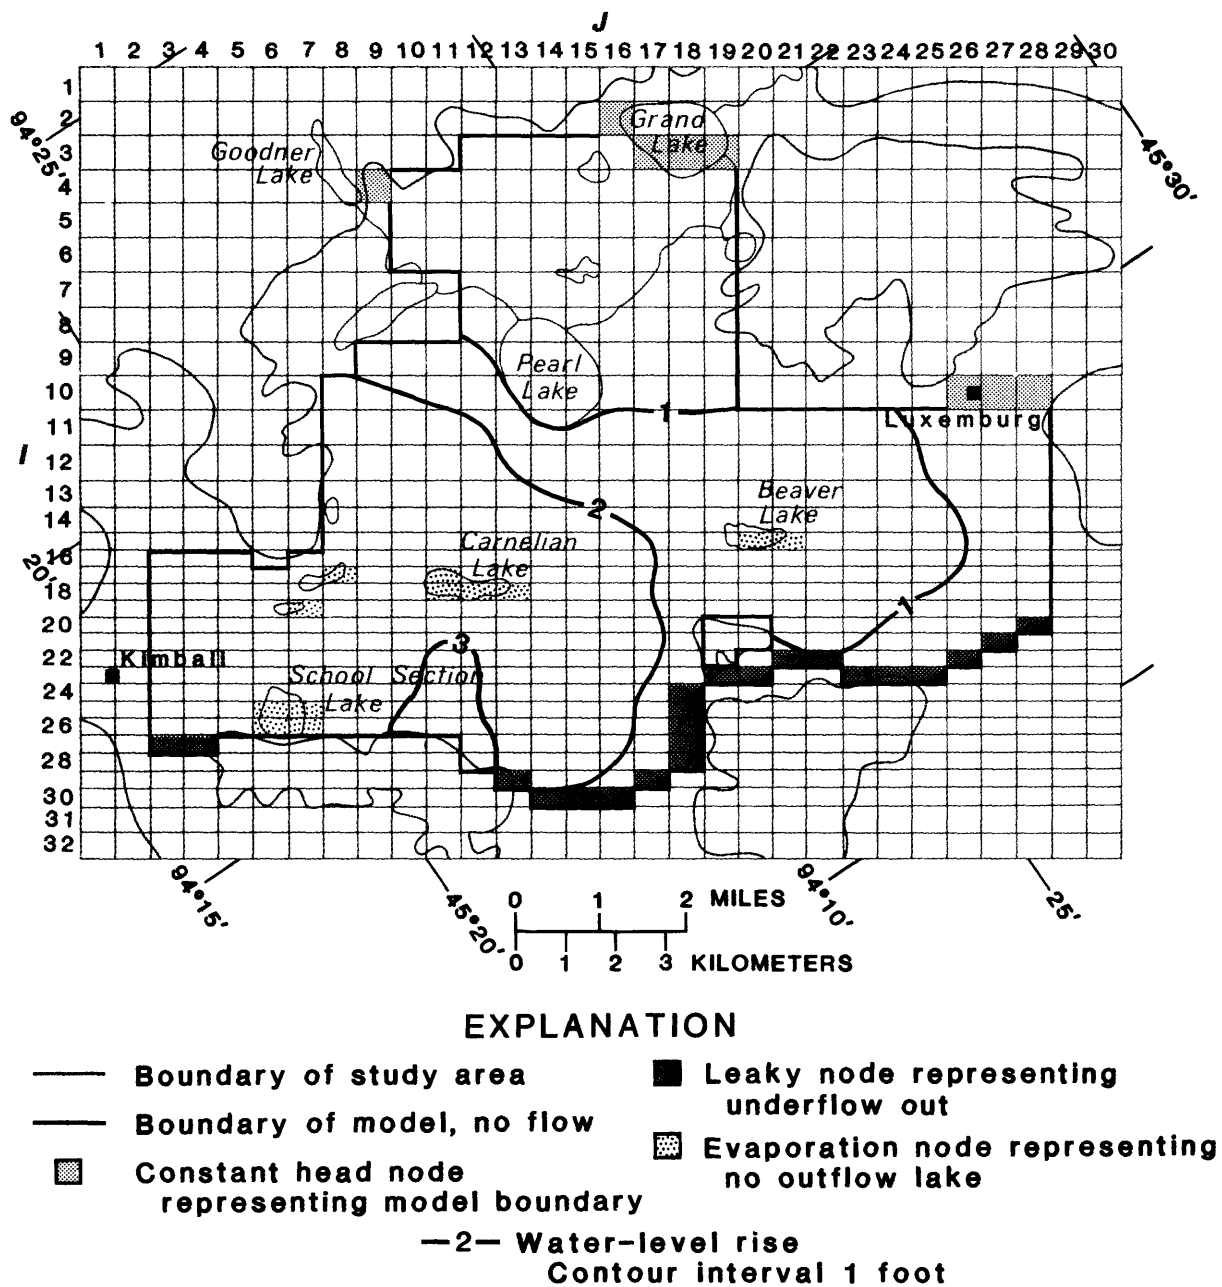 J
1 2 3 4 5 6 7 8 9 10 11 12 13 14 15 16 17 18 19 20 21 22 23 24 25 26 27 28 29 30
1
2
3
4
5
6
7
8
9
10
11
12
13
14
16
18
20
22
24
26
28
30
31
32
I
94°25'
45°30'
20'
94°15'
45°20'
94°10'
25'
Grand
Lake
Goodner
Lake
Pearl
Lake
1
Luxemburg
2
Beaver
Lake
Carnelian
Lake
1
3
Kimball
School Section
Lake
0 1 2 MILES
0 1 2 3 KILOMETERS
EXPLANATION
Boundary of study area
Boundary of model, no flow
Constant head node
representing model boundary
Leaky node representing
underflow out
Evaporation node representing
no outflow lake
—2— Water-level rise
Contour interval 1 foot